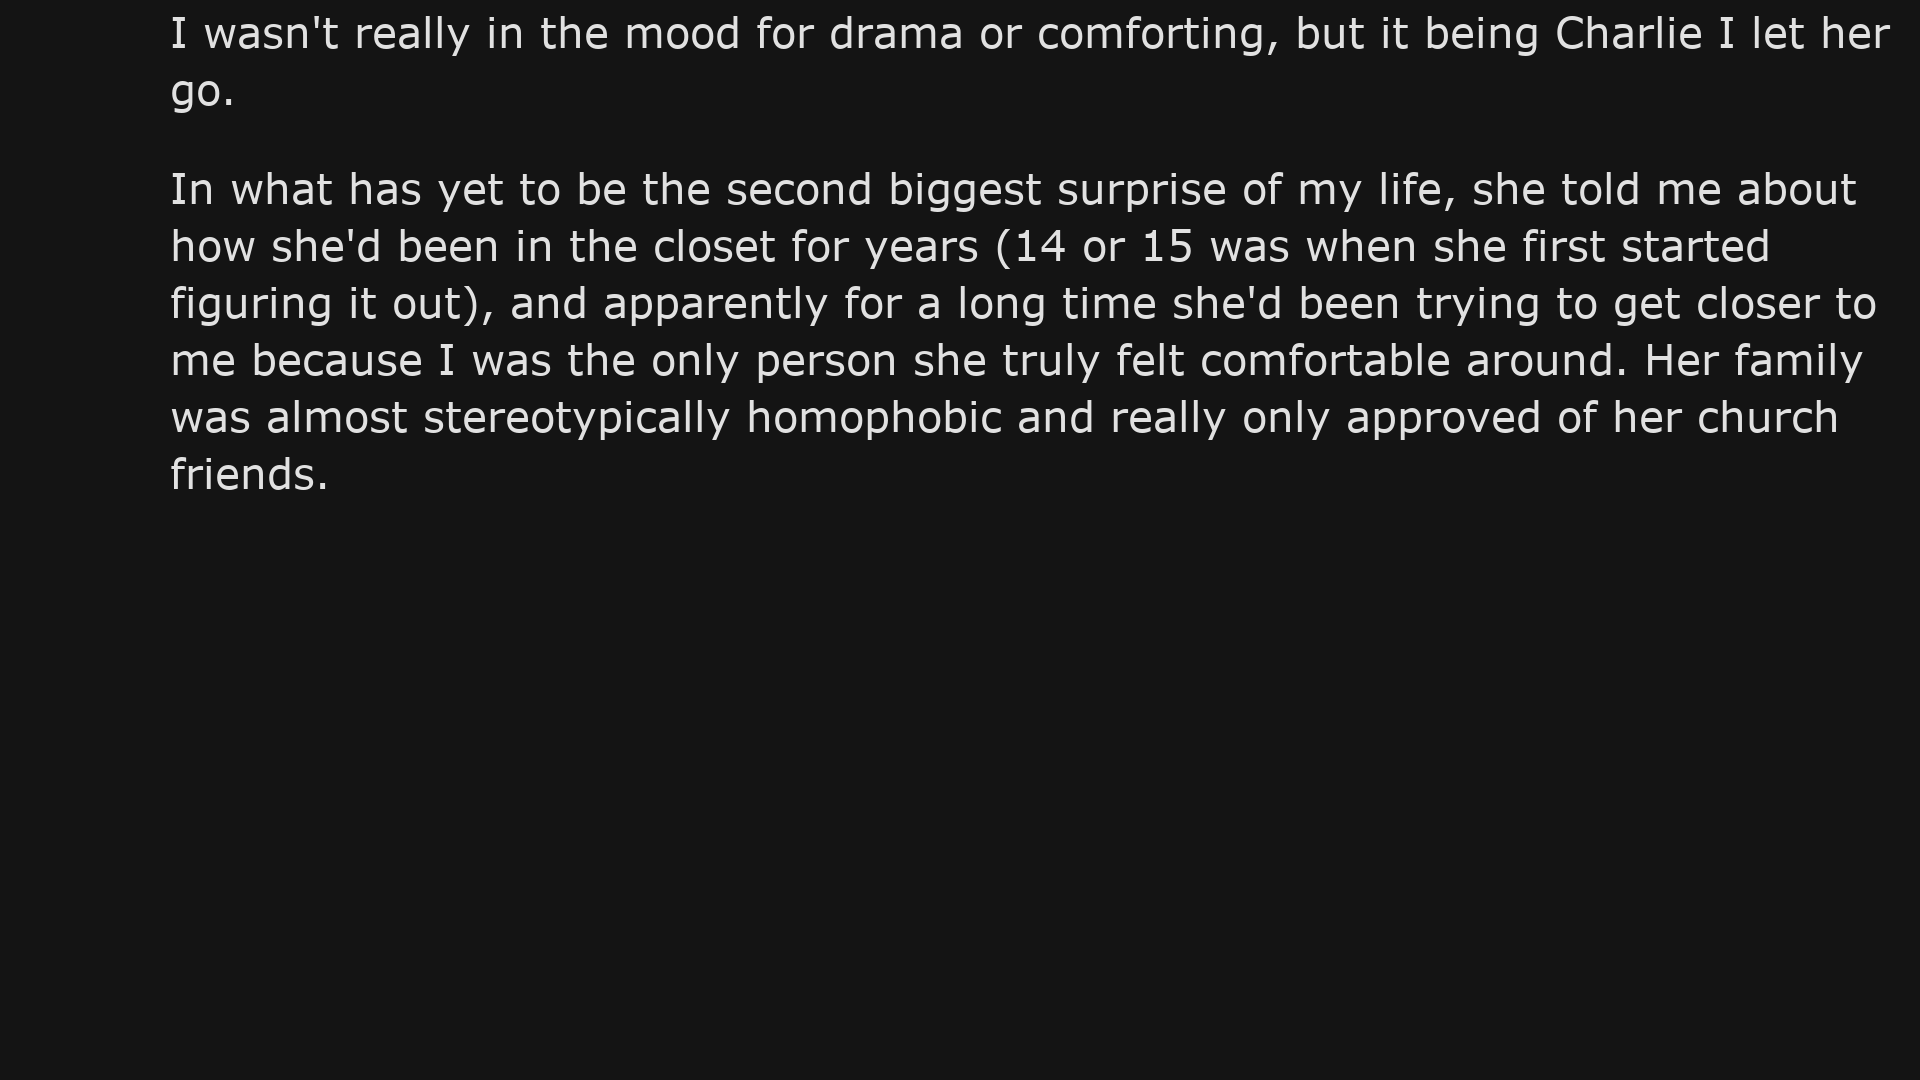 I wasn't really in the mood for drama or comforting, but it being Charlie I let her
go.
In what has yet to be the second biggest surprise of my life, she told me about
how she'd been in the closet for years (14 or 15 was when she first started
figuring it out), and apparently for a long time she'd been trying to get closer to
me because I was the only person she truly felt comfortable around. Her family
was almost stereotypically homophobic and really only approved of her church
friends.